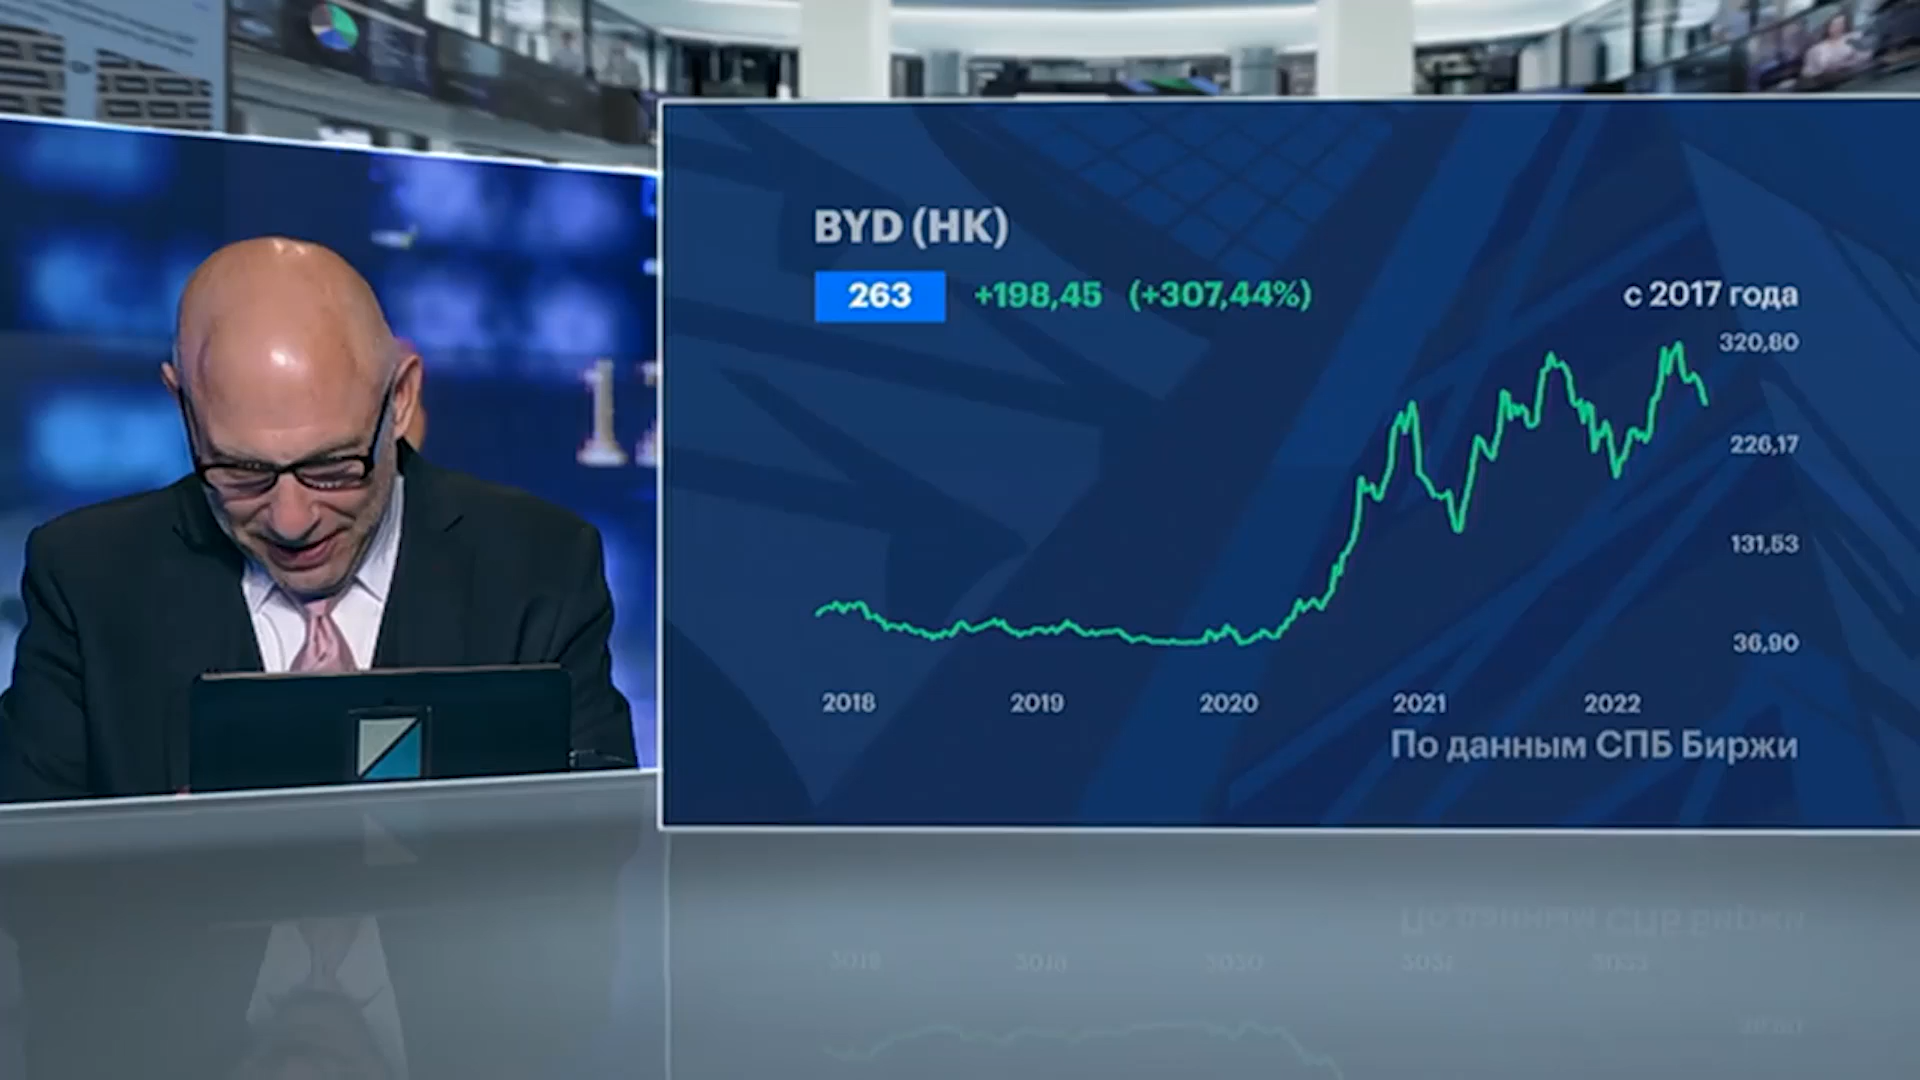 BYD (HK)
263 +198,45 (+307,44%)
с 2017 года
320,80
226,17
131,53
36,90
2018 2019 2020 2021 2022
По данным СПБ Биржи